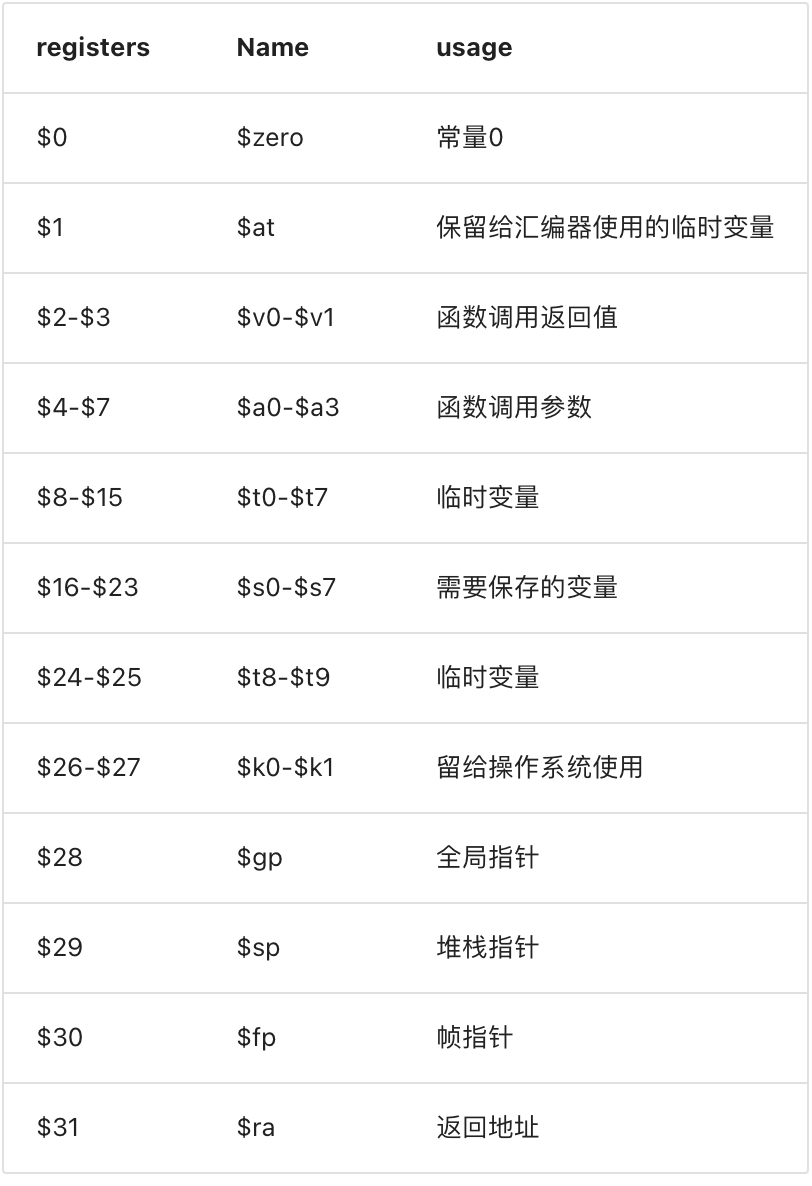 registers Name usage
$0 $zero 常量0
$1 $at 保留给汇编器使用的临时变量
$2-$3 $v0-$v1 函数调用返回值
$4-$7 $a0-$a3 函数调用参数
$8-$15 $t0-$t7 临时变量
$16-$23 $s0-$s7 需要保存的变量
$24-$25 $t8-$t9 临时变量
$26-$27 $k0-$k1 留给操作系统使用
$28 $gp 全局指针
$29 $sp 堆栈指针
$30 $fp 帧指针
$31 $ra 返回地址